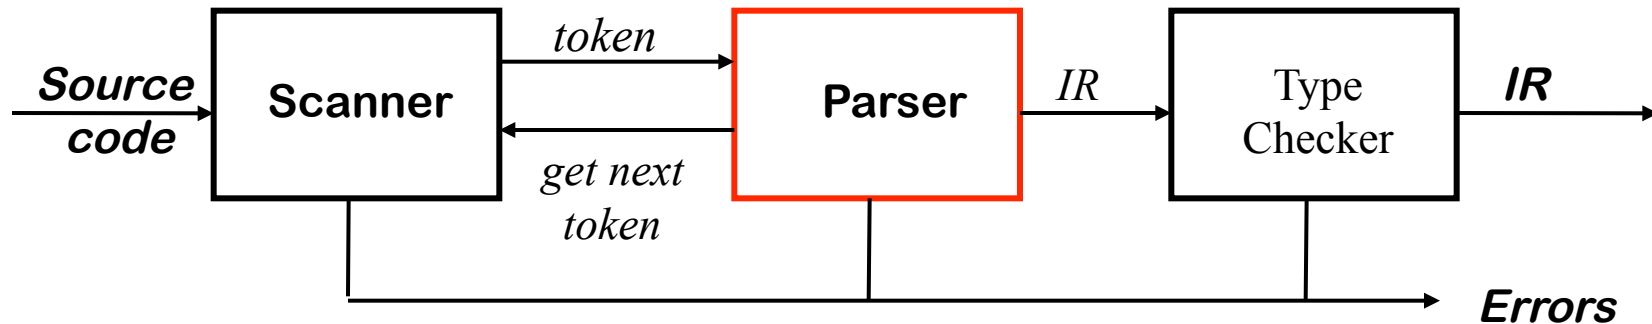 Source
code
Scanner
token
get next
token
Parser
IR
Type
Checker
IR
Errors